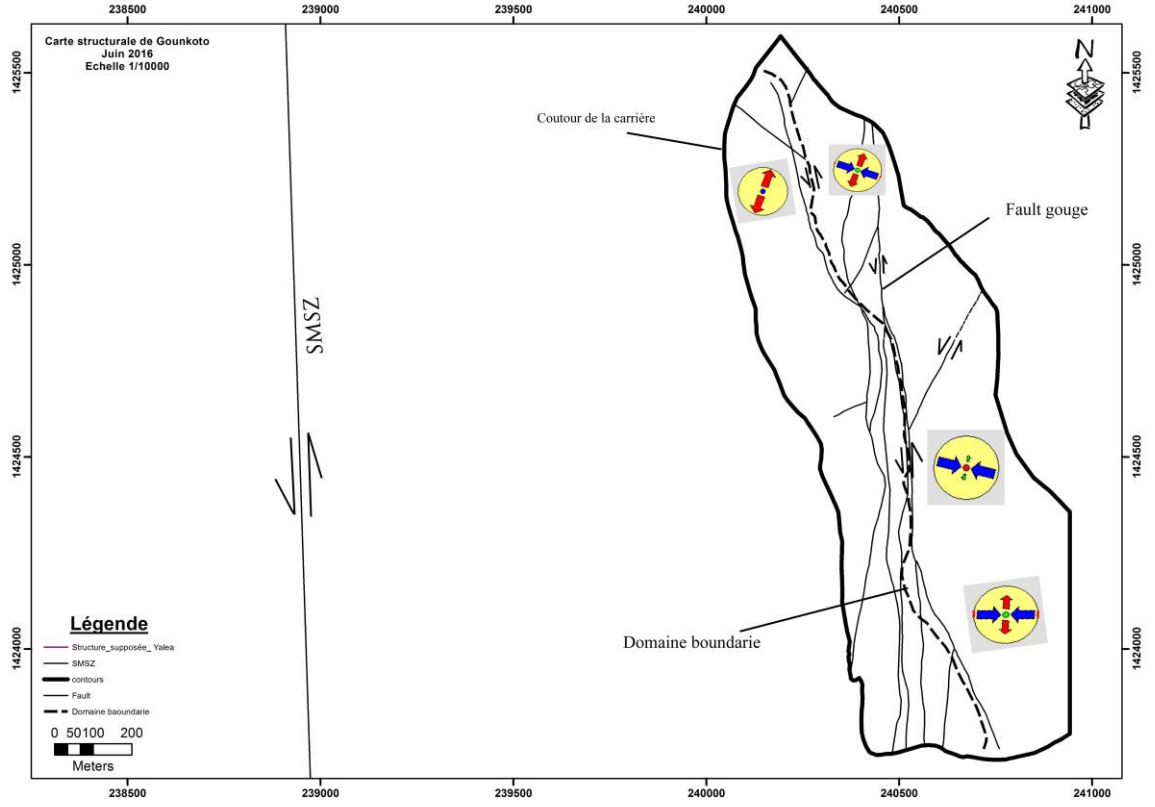 238500 239000 239500 240000 240500 241000
Carte structurale de Gounkoto
Juin 2016
Echelle 1/10000
N
1425500
1425500
Coutour de la carrière
Fault gouge
1425000
1425000
SMSZ
1424500
1424500
Domaine boundarie
1424000
1424000
Légende
Structure_supposée_ Yalea
SMSZ
contours
Fault
Domaine baoundarie
0 50 100 200
Meters
238500 239000 239500 240000 240500 241000